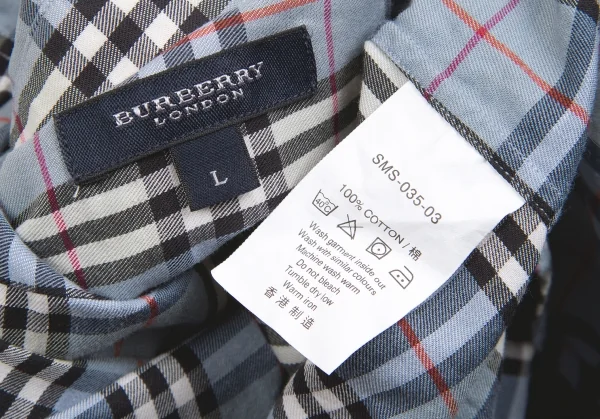 BURBERRY
LONDON
L
SMS-035-03
100% COTTON / 棉
40°
Wash garment inside out
Wash with similar colours
Machine wash warm
Do not bleach
Tumble dry low
Warm iron
香港制造